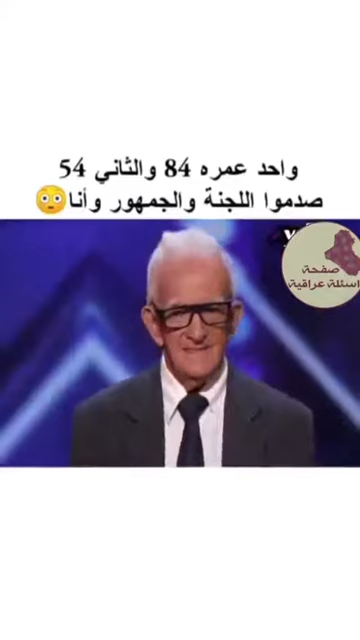 واحد عمره 84 والثاني 54
صدموا اللجنة والجمهور وأنا😳
صفحة
اسئلة عراقية